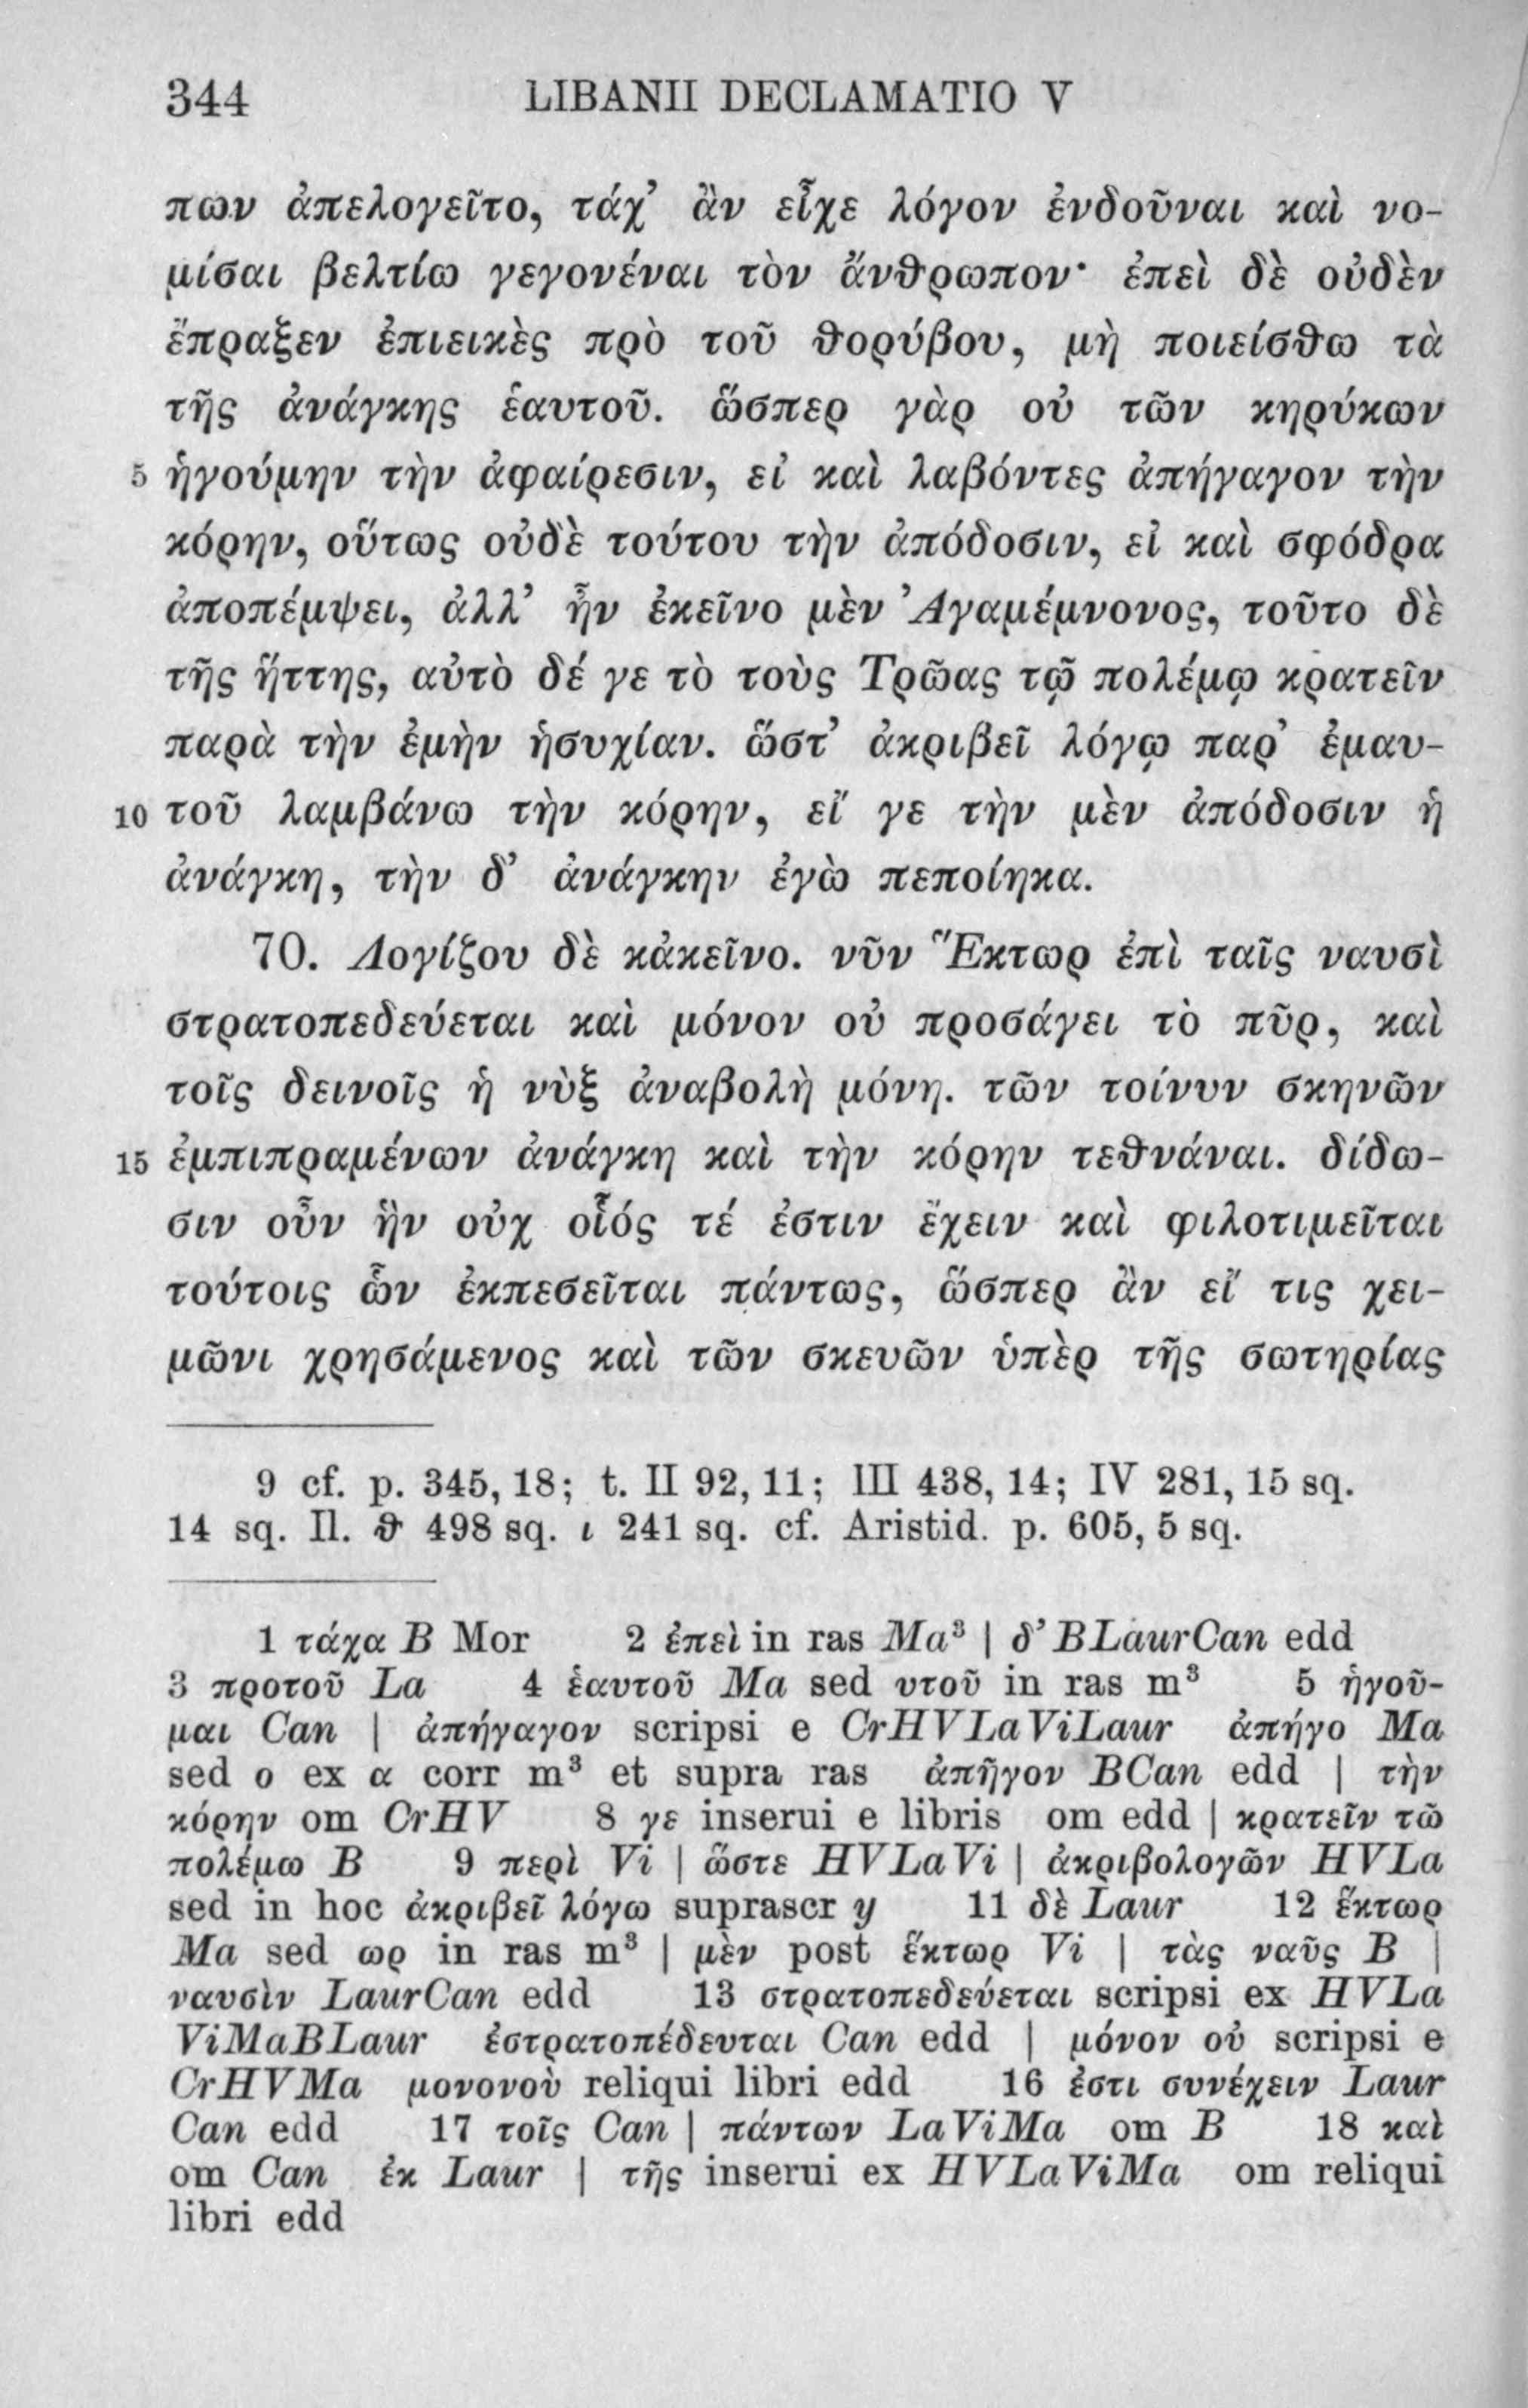 344 LIBANII DECLAMATIO V
πων ἀπελογεῖτο, τάχ’ ἂν εἶχε λόγον ἐνδοῦναι καὶ νο-
μίσαι βελτίω γεγονέναι τὸν ἄνθρωπον· ἐπεὶ δὲ οὐδὲν
ἔπραξεν ἐπιεικὲς πρὸ τοῦ θορύβου, μὴ ποιείσθω τὰ
τῆς ἀνάγκης ἑαυτοῦ. ὥσπερ γὰρ οὐ τῶν κηρύκων
5 ἡγούμην τὴν ἀφαίρεσιν, εἰ καὶ λαβόντες ἀπήγαγον τὴν
κόρην, οὕτως οὐδὲ τούτου τὴν ἀπόδοσιν, εἰ καὶ σφόδρα
ἀποπέμψει, ἀλλ’ ἦν ἐκεῖνο μὲν Ἀγαμέμνονος, τοῦτο δὲ
τῆς ἥττης, αὐτὸ δέ γε τὸ τοὺς Τρῶας τῷ πολέμῳ κρατεῖν
παρὰ τὴν ἐμὴν ἡσυχίαν. ὥστ’ ἀκριβεῖ λόγῳ παρ’ ἐμαυ-
10 τοῦ λαμβάνω τὴν κόρην, εἴ γε τὴν μὲν ἀπόδοσιν ἡ
ἀνάγκη, τὴν δ’ ἀνάγκην ἐγὼ πεποίηκα.
70. Λογίζου δὲ κἀκεῖνο. νῦν Ἕκτωρ ἐπὶ ταῖς ναυσὶ
στρατοπεδεύεται καὶ μόνον οὐ προσάγει τὸ πῦρ, καὶ
τοῖς δεινοῖς ἡ νὺξ ἀναβολὴ μόνη. τῶν τοίνυν σκηνῶν
15 ἐμπιπραμένων ἀνάγκη καὶ τὴν κόρην τεθνάναι. δίδω-
σιν οὖν ἣν οὐχ οἷός τέ ἐστιν ἔχειν καὶ φιλοτιμεῖται
τούτοις ὧν ἐκπεσεῖται πάντως, ὥσπερ ἂν εἴ τις χει-
μῶνι χρησάμενος καὶ τῶν σκευῶν ὑπὲρ τῆς σωτηρίας
9 cf. p. 345, 18; t. II 92, 11; III 438, 14; IV 281, 15 sq.
14 sq. Il. θ 498 sq. ι 241 sq. cf. Aristid. p. 605, 5 sq.
1 τάχα B Mor 2 ἐπεὶ in ras Ma³ | δ’ BLaurCan edd
3 προτοῦ La 4 ἑαυτοῦ Ma sed υτοῦ in ras m³ 5 ἡγοῦ-
μαι Can | ἀπήγαγον scripsi e CrHVLaViLaur ἀπήγο Ma
sed ο ex α corr m³ et supra ras ἀπῆγον BCan edd | τὴν
κόρην om CrHV 8 γε inserui e libris om edd | κρατεῖν τῶ
πολέμω B 9 περὶ Vi | ὥστε HVLaVi | ἀκριβολογῶν HVLa
sed in hoc ἀκριβεῖ λόγω suprascr y 11 δὲ Laur 12 ἕκτωρ
Ma sed ωρ in ras m³ | μὲν post ἕκτωρ Vi | τὰς ναῦς B |
ναυσὶν LaurCan edd 13 στρατοπεδεύεται scripsi ex HVLa
ViMaBLaur ἐστρατοπέδευται Can edd | μόνον οὐ scripsi e
CrHVMa μονονοὺ reliqui libri edd 16 ἐστι συνέχειν Laur
Can edd 17 τοῖς Can | πάντων LaViMa om B 18 καὶ
om Can ἐκ Laur | τῆς inserui ex HVLaViMa om reliqui
libri edd